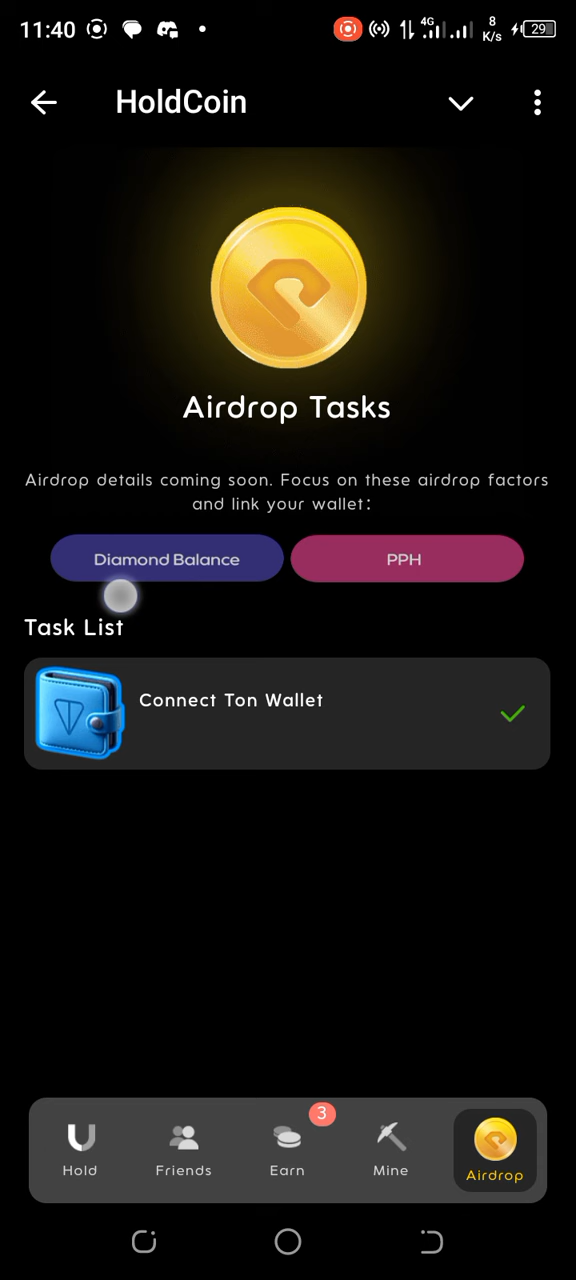 11:40 4G 8 K/s 29
HoldCoin
Airdrop Tasks
Airdrop details coming soon. Focus on these airdrop factors
and link your wallet:
Diamond Balance PPH
Task List
Connect Ton Wallet
3
Hold Friends Earn Mine Airdrop